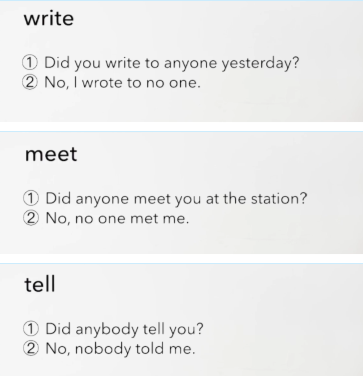 write
① Did you write to anyone yesterday?
② No, I wrote to no one.
meet
① Did anyone meet you at the station?
② No, no one met me.
tell
① Did anybody tell you?
② No, nobody told me.